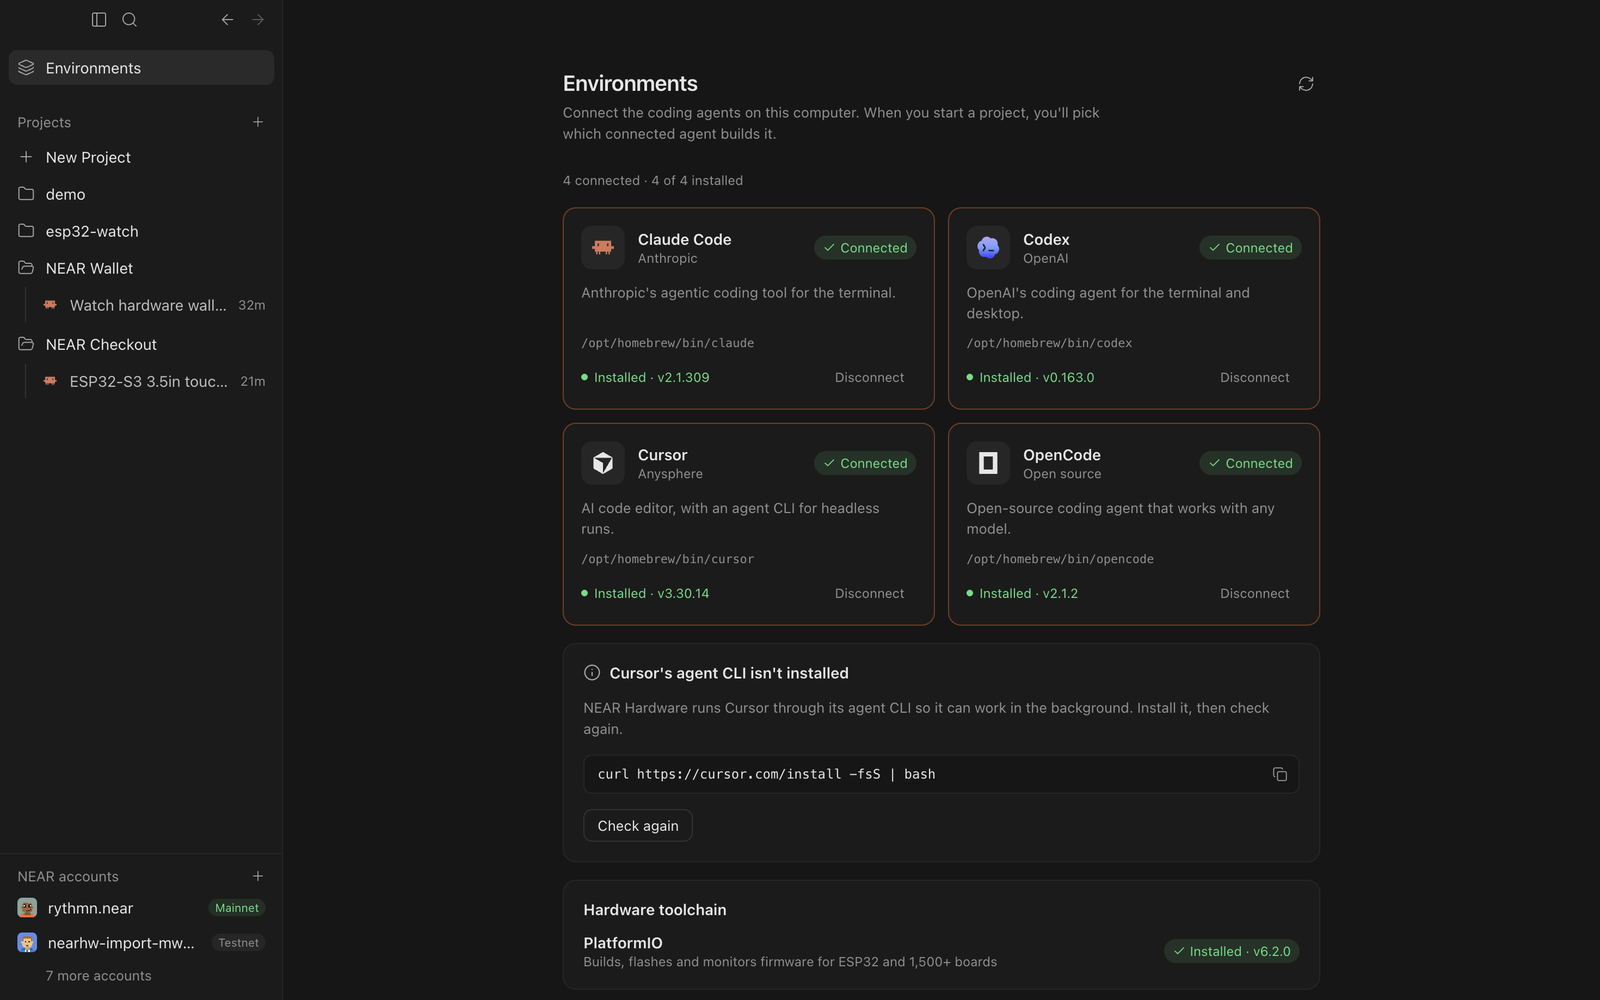 Environments
Projects
New Project
demo
esp32-watch
NEAR Wallet
Watch hardware wall... 32m
NEAR Checkout
ESP32-S3 3.5in touc... 21m
NEAR accounts
rythmn.near Mainnet
nearhw-import-mw... Testnet
7 more accounts
Environments
Connect the coding agents on this computer. When you start a project, you'll pick
which connected agent builds it.
4 connected · 4 of 4 installed
Claude Code
Anthropic
Connected
Anthropic's agentic coding tool for the terminal.
/opt/homebrew/bin/claude
Installed · v2.1.309 Disconnect
Codex
OpenAI
Connected
OpenAI's coding agent for the terminal and
desktop.
/opt/homebrew/bin/codex
Installed · v0.163.0 Disconnect
Cursor
Anysphere
Connected
AI code editor, with an agent CLI for headless
runs.
/opt/homebrew/bin/cursor
Installed · v3.30.14 Disconnect
OpenCode
Open source
Connected
Open-source coding agent that works with any
model.
/opt/homebrew/bin/opencode
Installed · v2.1.2 Disconnect
Cursor's agent CLI isn't installed
NEAR Hardware runs Cursor through its agent CLI so it can work in the background. Install it, then check
again.
curl https://cursor.com/install -fsS | bash
Check again
Hardware toolchain
PlatformIO
Builds, flashes and monitors firmware for ESP32 and 1,500+ boards
Installed · v6.2.0